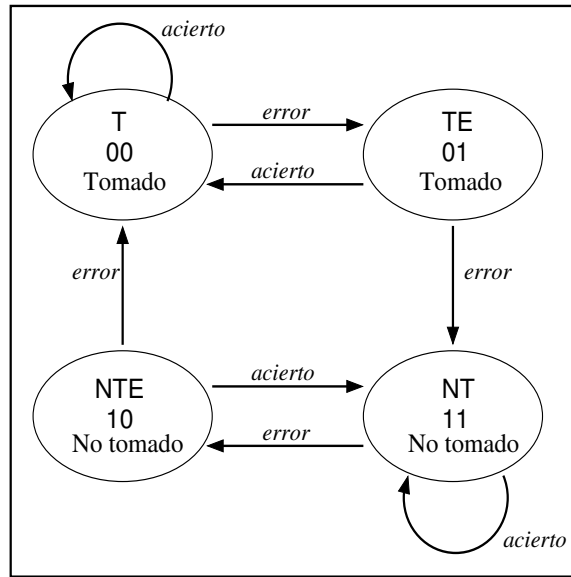 acierto
T
00
Tomado
error
acierto
TE
01
Tomado
error
error
NTE
10
No tomado
acierto
error
NT
11
No tomado
acierto